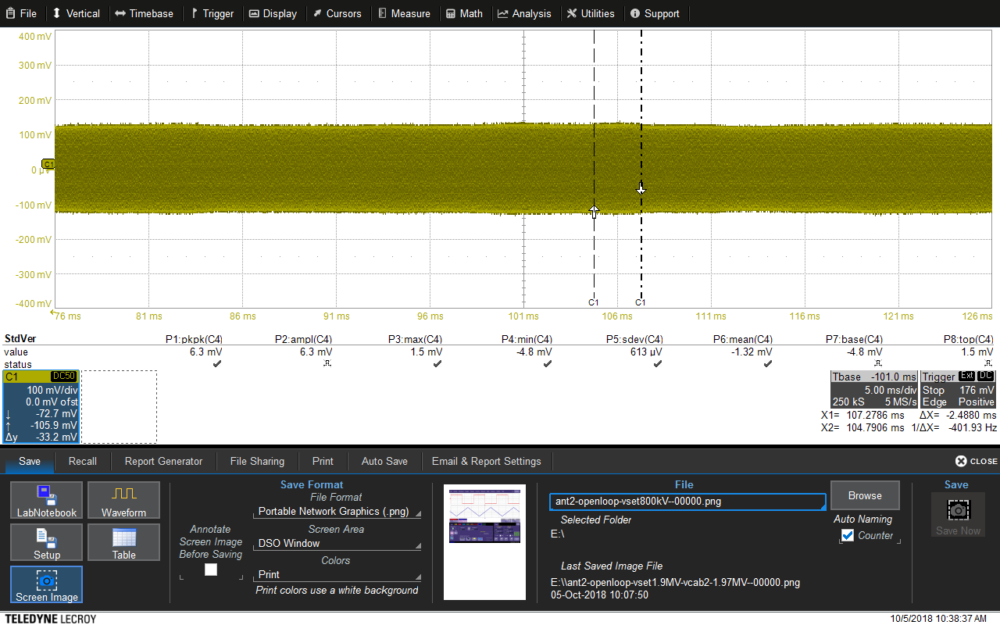 File Vertical Timebase Trigger Display Cursors Measure Math Analysis Utilities Support
400 mV
300 mV
200 mV
100 mV
C1
0 µV
-100 mV
-200 mV
-300 mV
-400 mV
C1 C1
76 ms 81 ms 86 ms 91 ms 96 ms 101 ms 106 ms 111 ms 116 ms 121 ms 126 ms
StdVer P1:pkpk(C4) P2:ampl(C4) P3:max(C4) P4:min(C4) P5:sdev(C4) P6:mean(C4) P7:base(C4) P8:top(C4)
value 6.3 mV 6.3 mV 1.5 mV -4.8 mV 613 µV -1.32 mV -4.8 mV 1.5 mV
status
C1 DC50
100 mV/div
0.0 mV ofst
↓ -72.7 mV
↑ -105.9 mV
Δy -33.2 mV
Tbase -101.0 ms Trigger Ext DC
5.00 ms/div Stop 176 mV
250 kS 5 MS/s Edge Positive
X1= 107.2786 ms ΔX= -2.4880 ms
X2= 104.7906 ms 1/ΔX= -401.93 Hz
Save Recall Report Generator File Sharing Print Auto Save Email & Report Settings CLOSE
LabNotebook Waveform
Setup Table
Screen Image
Annotate
Screen Image
Before Saving
Save Format
File Format
Portable Network Graphics (.png)
Screen Area
DSO Window
Colors
Print
Print colors use a white background
File
ant2-openloop-vset800kV--00000.png
Browse
Selected Folder
E:\
Auto Naming
Counter
Last Saved Image File
E:\\ant2-openloop-vset1.9MV-vcab2-1.97MV--00000.png
05-Oct-2018 10:07:50
Save
Save Now
TELEDYNE LECROY 10/5/2018 10:38:37 AM